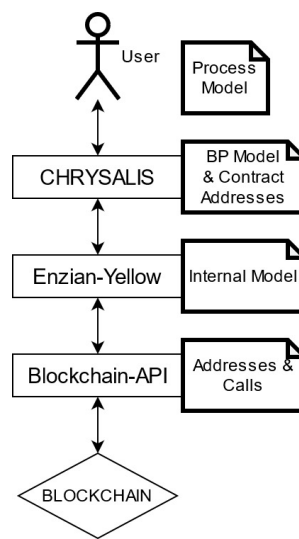 User
Process
Model
CHRYSALIS
BP Model
& Contract
Addresses
Enzian-Yellow
Internal Model
Blockchain-API
Addresses &
Calls
BLOCKCHAIN